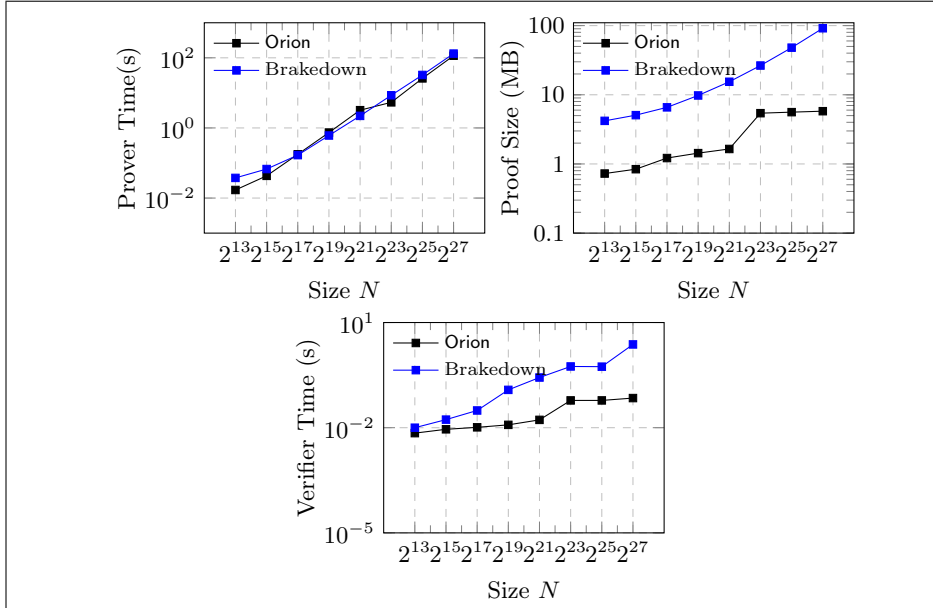 Prover Time(s)
10^2
10^0
10^−2
Orion
Brakedown
2^13 2^15 2^17 2^19 2^21 2^23 2^25 2^27
Size N
Proof Size (MB)
100
10
1
0.1
Orion
Brakedown
2^13 2^15 2^17 2^19 2^21 2^23 2^25 2^27
Size N
Verifier Time (s)
10^1
10^−2
10^−5
Orion
Brakedown
2^13 2^15 2^17 2^19 2^21 2^23 2^25 2^27
Size N